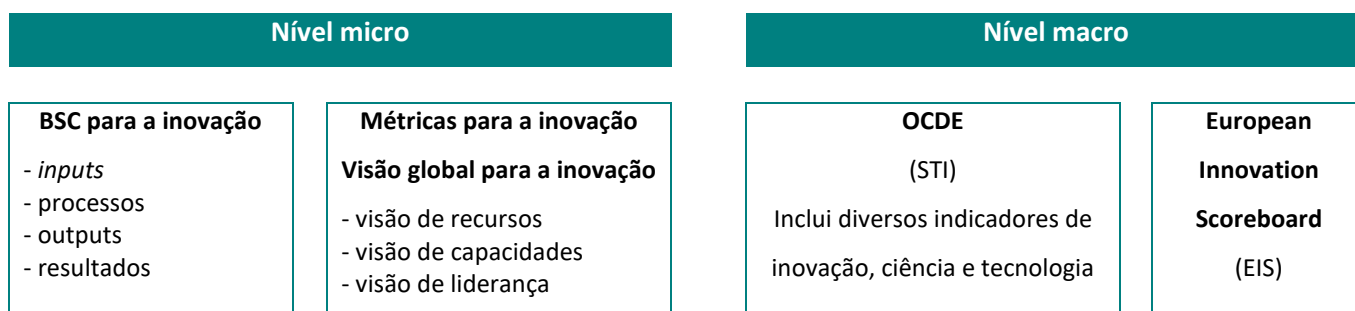 Nível micro
Nível macro
BSC para a inovação
- inputs
- processos
- outputs
- resultados
Métricas para a inovação
Visão global para a inovação
- visão de recursos
- visão de capacidades
- visão de liderança
OCDE
(STI)
Inclui diversos indicadores de
inovação, ciência e tecnologia
European
Innovation
Scoreboard
(EIS)